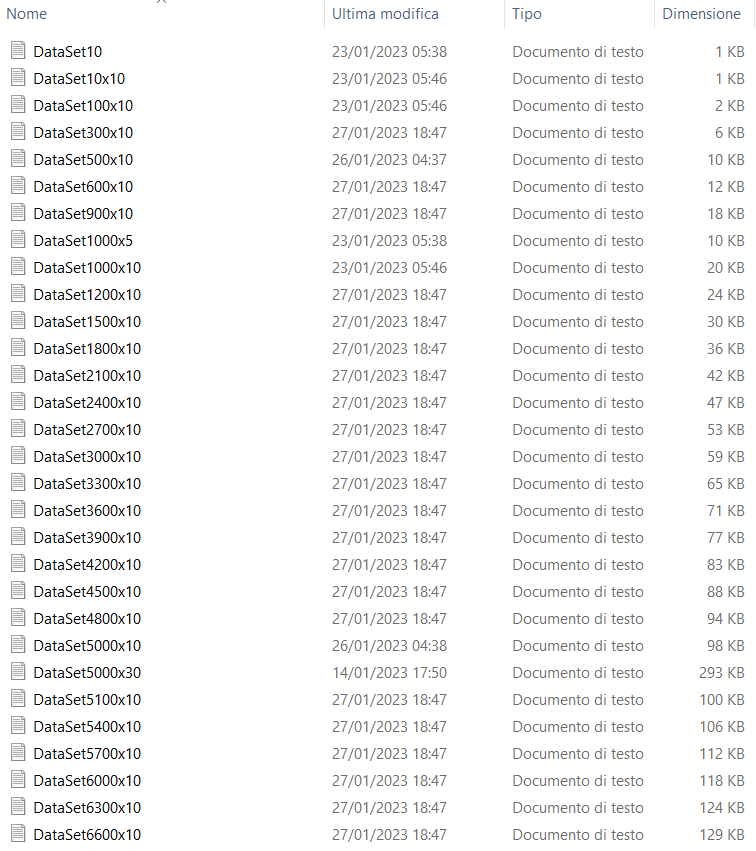 Nome Ultima modifica Tipo Dimensione
DataSet10 23/01/2023 05:38 Documento di testo 1 KB
DataSet10x10 23/01/2023 05:46 Documento di testo 1 KB
DataSet100x10 23/01/2023 05:46 Documento di testo 2 KB
DataSet300x10 27/01/2023 18:47 Documento di testo 6 KB
DataSet500x10 26/01/2023 04:37 Documento di testo 10 KB
DataSet600x10 27/01/2023 18:47 Documento di testo 12 KB
DataSet900x10 27/01/2023 18:47 Documento di testo 18 KB
DataSet1000x5 23/01/2023 05:38 Documento di testo 10 KB
DataSet1000x10 23/01/2023 05:46 Documento di testo 20 KB
DataSet1200x10 27/01/2023 18:47 Documento di testo 24 KB
DataSet1500x10 27/01/2023 18:47 Documento di testo 30 KB
DataSet1800x10 27/01/2023 18:47 Documento di testo 36 KB
DataSet2100x10 27/01/2023 18:47 Documento di testo 42 KB
DataSet2400x10 27/01/2023 18:47 Documento di testo 47 KB
DataSet2700x10 27/01/2023 18:47 Documento di testo 53 KB
DataSet3000x10 27/01/2023 18:47 Documento di testo 59 KB
DataSet3300x10 27/01/2023 18:47 Documento di testo 65 KB
DataSet3600x10 27/01/2023 18:47 Documento di testo 71 KB
DataSet3900x10 27/01/2023 18:47 Documento di testo 77 KB
DataSet4200x10 27/01/2023 18:47 Documento di testo 83 KB
DataSet4500x10 27/01/2023 18:47 Documento di testo 88 KB
DataSet4800x10 27/01/2023 18:47 Documento di testo 94 KB
DataSet5000x10 26/01/2023 04:38 Documento di testo 98 KB
DataSet5000x30 14/01/2023 17:50 Documento di testo 293 KB
DataSet5100x10 27/01/2023 18:47 Documento di testo 100 KB
DataSet5400x10 27/01/2023 18:47 Documento di testo 106 KB
DataSet5700x10 27/01/2023 18:47 Documento di testo 112 KB
DataSet6000x10 27/01/2023 18:47 Documento di testo 118 KB
DataSet6300x10 27/01/2023 18:47 Documento di testo 124 KB
DataSet6600x10 27/01/2023 18:47 Documento di testo 129 KB